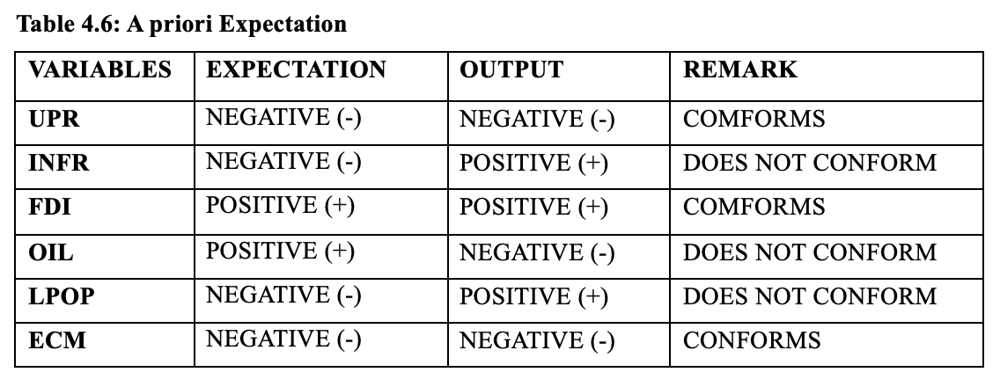 Table 4.6: A priori Expectation
VARIABLES EXPECTATION OUTPUT REMARK
UPR NEGATIVE (-) NEGATIVE (-) COMFORMS
INFR NEGATIVE (-) POSITIVE (+) DOES NOT CONFORM
FDI POSITIVE (+) POSITIVE (+) COMFORMS
OIL POSITIVE (+) NEGATIVE (-) DOES NOT CONFORM
LPOP NEGATIVE (-) POSITIVE (+) DOES NOT CONFORM
ECM NEGATIVE (-) NEGATIVE (-) CONFORMS